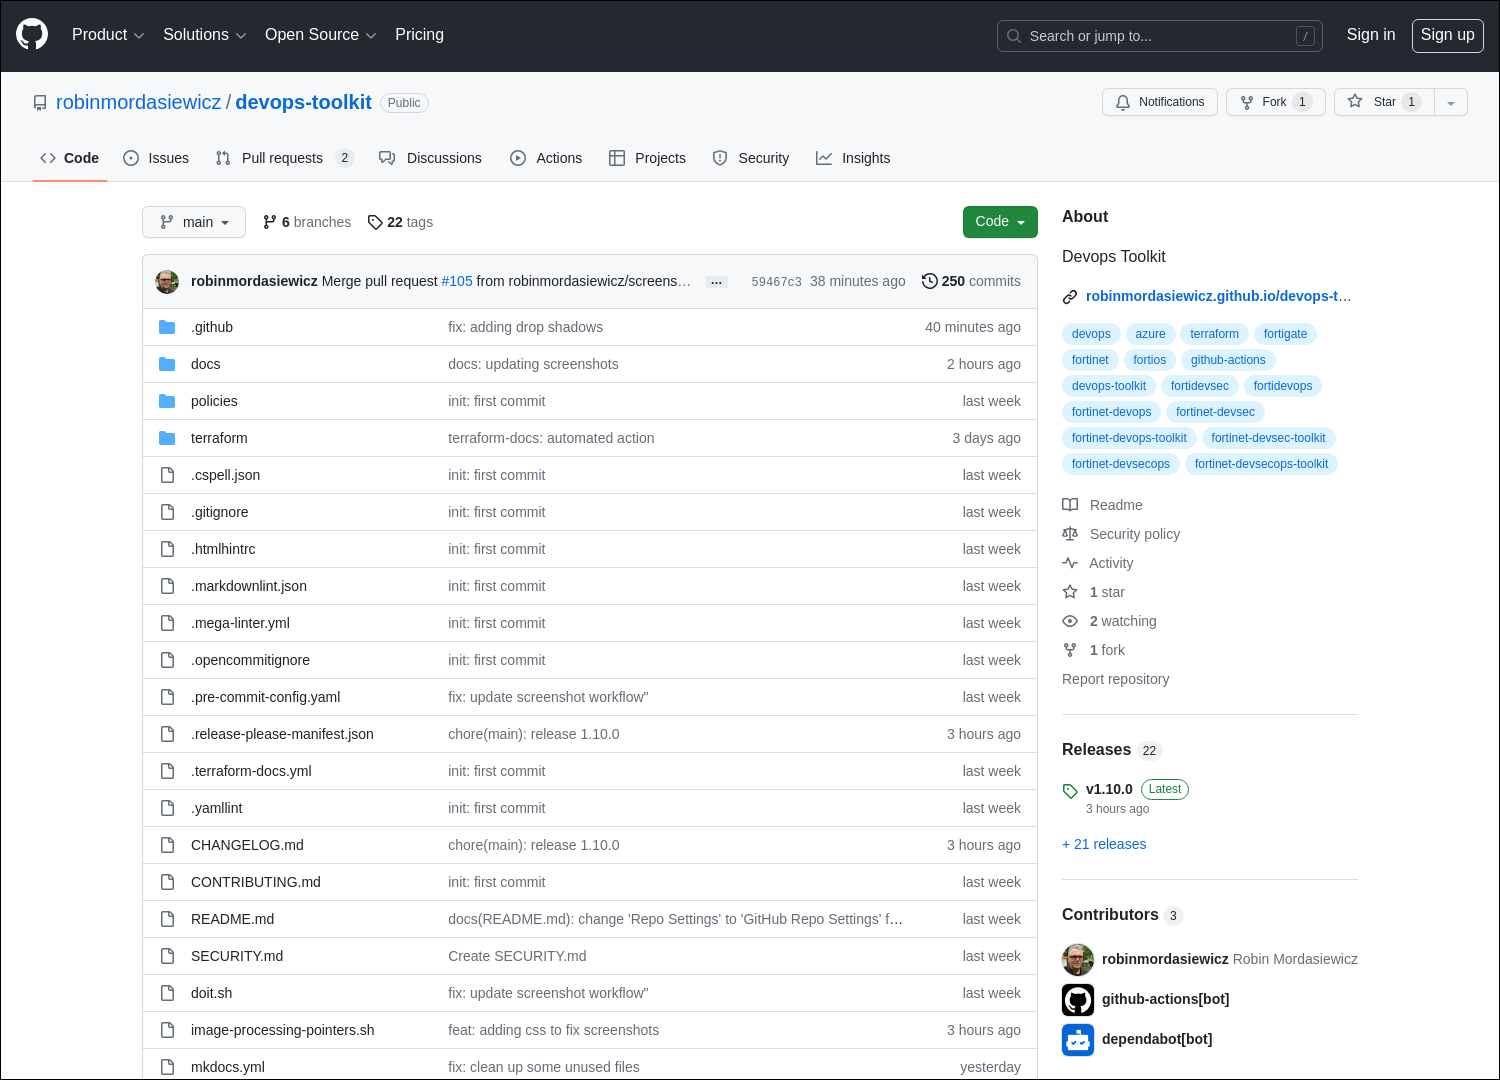 Product Solutions Open Source Pricing Search or jump to... / Sign in Sign up
robinmordasiewicz / devops-toolkit Public Notifications Fork 1 Star 1
Code Issues Pull requests 2 Discussions Actions Projects Security Insights
main 6 branches 22 tags Code
robinmordasiewicz Merge pull request #105 from robinmordasiewicz/screens… ... 59467c3 38 minutes ago 250 commits
.github fix: adding drop shadows 40 minutes ago
docs docs: updating screenshots 2 hours ago
policies init: first commit last week
terraform terraform-docs: automated action 3 days ago
.cspell.json init: first commit last week
.gitignore init: first commit last week
.htmlhintrc init: first commit last week
.markdownlint.json init: first commit last week
.mega-linter.yml init: first commit last week
.opencommitignore init: first commit last week
.pre-commit-config.yaml fix: update screenshot workflow" last week
.release-please-manifest.json chore(main): release 1.10.0 3 hours ago
.terraform-docs.yml init: first commit last week
.yamllint init: first commit last week
CHANGELOG.md chore(main): release 1.10.0 3 hours ago
CONTRIBUTING.md init: first commit last week
README.md docs(README.md): change 'Repo Settings' to 'GitHub Repo Settings' f… last week
SECURITY.md Create SECURITY.md last week
doit.sh fix: update screenshot workflow" last week
image-processing-pointers.sh feat: adding css to fix screenshots 3 hours ago
mkdocs.yml fix: clean up some unused files yesterday
About
Devops Toolkit
robinmordasiewicz.github.io/devops-t…
devops azure terraform fortigate
fortinet fortios github-actions
devops-toolkit fortidevsec fortidevops
fortinet-devops fortinet-devsec
fortinet-devops-toolkit fortinet-devsec-toolkit
fortinet-devsecops fortinet-devsecops-toolkit
Readme
Security policy
Activity
1 star
2 watching
1 fork
Report repository
Releases 22
v1.10.0 Latest
3 hours ago
+ 21 releases
Contributors 3
robinmordasiewicz Robin Mordasiewicz
github-actions[bot]
dependabot[bot]